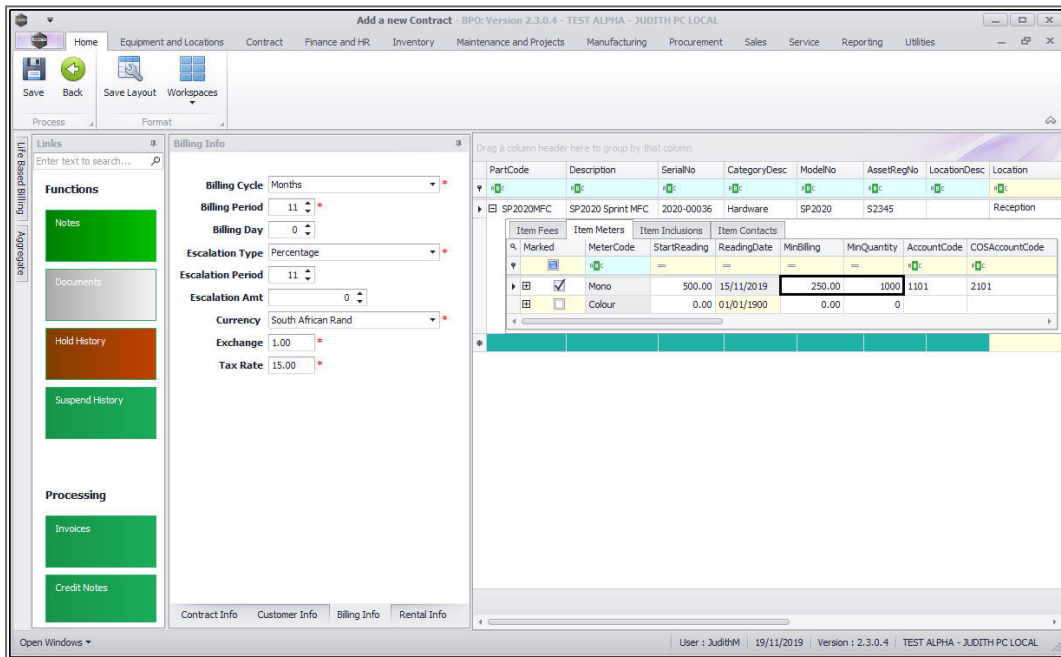 Add a new Contract - BPO: Version 2.3.0.4 - TEST ALPHA - JUDITH PC LOCAL
Home Equipment and Locations Contract Finance and HR Inventory Maintenance and Projects Manufacturing Procurement Sales Service Reporting Utilities
Save Back Save Layout Workspaces
Process Format
Life Based Billing
Aggregate
Links
Enter text to search...
Functions
Notes
Documents
Hold History
Suspend History
Processing
Invoices
Credit Notes
Billing Info
Billing Cycle Months *
Billing Period 11 *
Billing Day 0
Escalation Type Percentage *
Escalation Period 11
Escalation Amt 0
Currency South African Rand *
Exchange 1.00 *
Tax Rate 15.00 *
Contract Info Customer Info Billing Info Rental Info
Drag a column header here to group by that column
PartCode Description SerialNo CategoryDesc ModelNo AssetRegNo LocationDesc Location
SP2020MFC SP2020 Sprint MFC 2020-00036 Hardware SP2020 S2345 Reception
Item Fees Item Meters Item Inclusions Item Contacts
Marked MeterCode StartReading ReadingDate MinBilling MinQuantity AccountCode COSAccountCode
Mono 500.00 15/11/2019 250.00 1000 1101 2101
Colour 0.00 01/01/1900 0.00 0
Open Windows
User : JudithM 19/11/2019 Version : 2.3.0.4 TEST ALPHA - JUDITH PC LOCAL